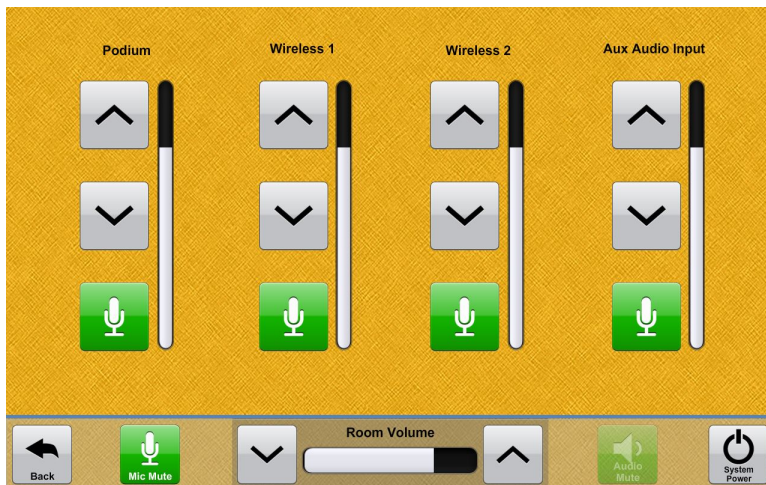 Podium
Wireless 1
Wireless 2
Aux Audio Input
Room Volume
Back
Mic Mute
Audio
Mute
System
Power